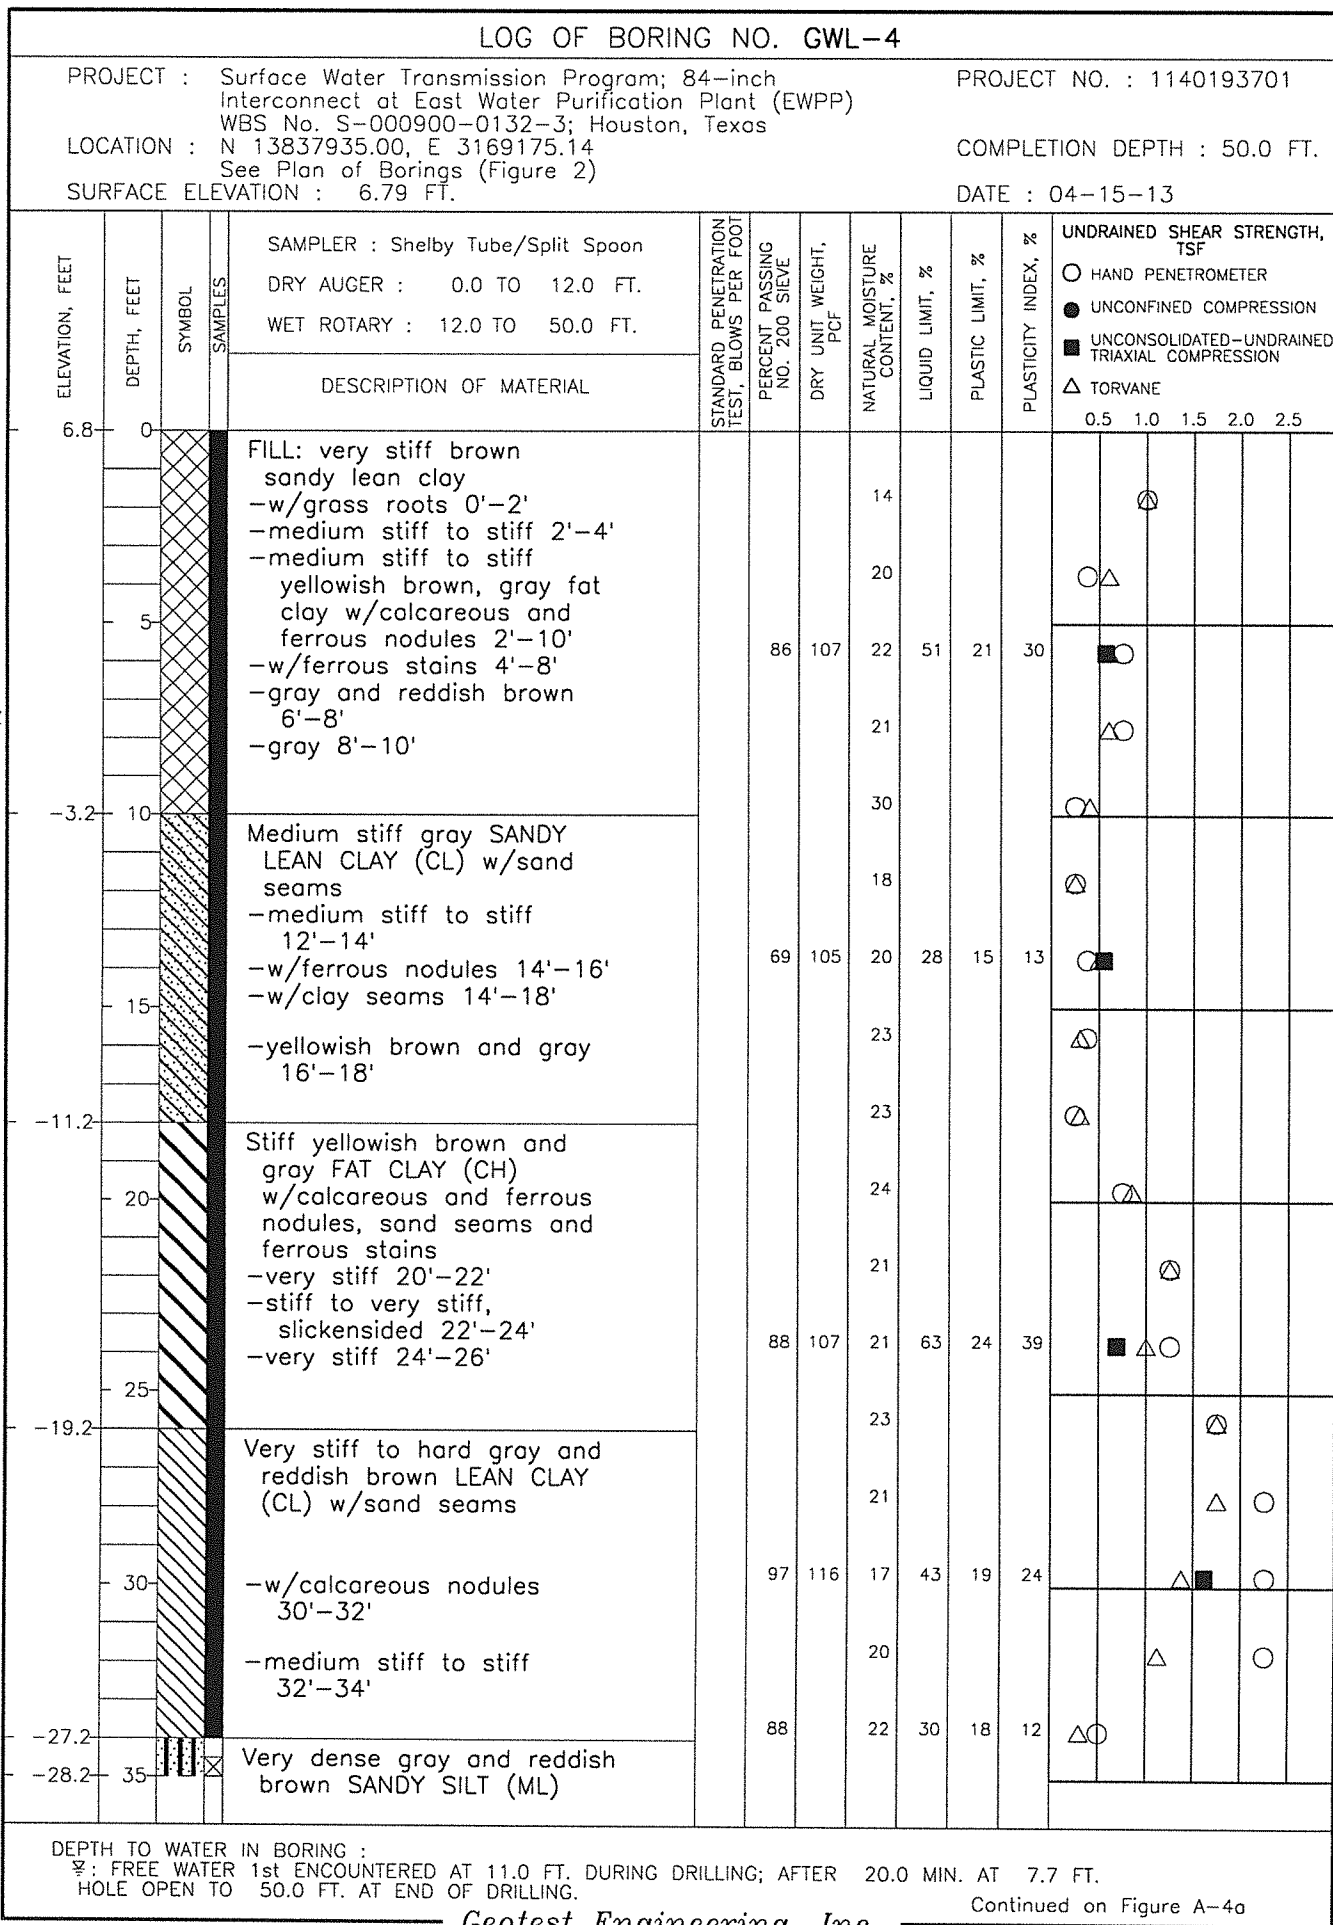 LOG OF BORING NO. GWL-4
PROJECT : Surface Water Transmission Program; 84-inch
Interconnect at East Water Purification Plant (EWPP)
WBS No. S-000900-0132-3; Houston, Texas
PROJECT NO. : 1140193701
LOCATION : N 13837935.00, E 3169175.14
See Plan of Borings (Figure 2)
COMPLETION DEPTH : 50.0 FT.
SURFACE ELEVATION : 6.79 FT.
DATE : 04-15-13
ELEVATION, FEET
DEPTH, FEET
SYMBOL
SAMPLES
SAMPLER : Shelby Tube/Split Spoon
DRY AUGER : 0.0 TO 12.0 FT.
WET ROTARY : 12.0 TO 50.0 FT.
DESCRIPTION OF MATERIAL
STANDARD PENETRATION
TEST, BLOWS PER FOOT
PERCENT PASSING
NO. 200 SIEVE
DRY UNIT WEIGHT,
PCF
NATURAL MOISTURE
CONTENT, %
LIQUID LIMIT, %
PLASTIC LIMIT, %
PLASTICITY INDEX, %
UNDRAINED SHEAR STRENGTH,
TSF
HAND PENETROMETER
UNCONFINED COMPRESSION
UNCONSOLIDATED-UNDRAINED
TRIAXIAL COMPRESSION
TORVANE
0.5 1.0 1.5 2.0 2.5
6.8 0
FILL: very stiff brown
sandy lean clay
-w/grass roots 0'-2'
14
-medium stiff to stiff 2'-4'
-medium stiff to stiff
yellowish brown, gray fat
20
clay w/calcareous and
5
ferrous nodules 2'-10'
86 107 22 51 21 30
-w/ferrous stains 4'-8'
-gray and reddish brown
6'-8'
21
-gray 8'-10'
30
-3.2 10
Medium stiff gray SANDY
LEAN CLAY (CL) w/sand
seams
18
-medium stiff to stiff
12'-14'
69 105 20 28 15 13
-w/ferrous nodules 14'-16'
-w/clay seams 14'-18'
15
-yellowish brown and gray
16'-18'
23
23
-11.2
Stiff yellowish brown and
gray FAT CLAY (CH)
w/calcareous and ferrous
20
24
nodules, sand seams and
ferrous stains
-very stiff 20'-22'
21
-stiff to very stiff,
slickensided 22'-24'
88 107 21 63 24 39
-very stiff 24'-26'
25
-19.2
23
Very stiff to hard gray and
reddish brown LEAN CLAY
(CL) w/sand seams
21
97 116 17 43 19 24
30
-w/calcareous nodules
30'-32'
20
-medium stiff to stiff
32'-34'
88 22 30 18 12
-27.2
Very dense gray and reddish
brown SANDY SILT (ML)
-28.2 35
DEPTH TO WATER IN BORING :
: FREE WATER 1st ENCOUNTERED AT 11.0 FT. DURING DRILLING; AFTER 20.0 MIN. AT 7.7 FT.
HOLE OPEN TO 50.0 FT. AT END OF DRILLING.
Continued on Figure A-4a
Geotest Engineering, Inc.